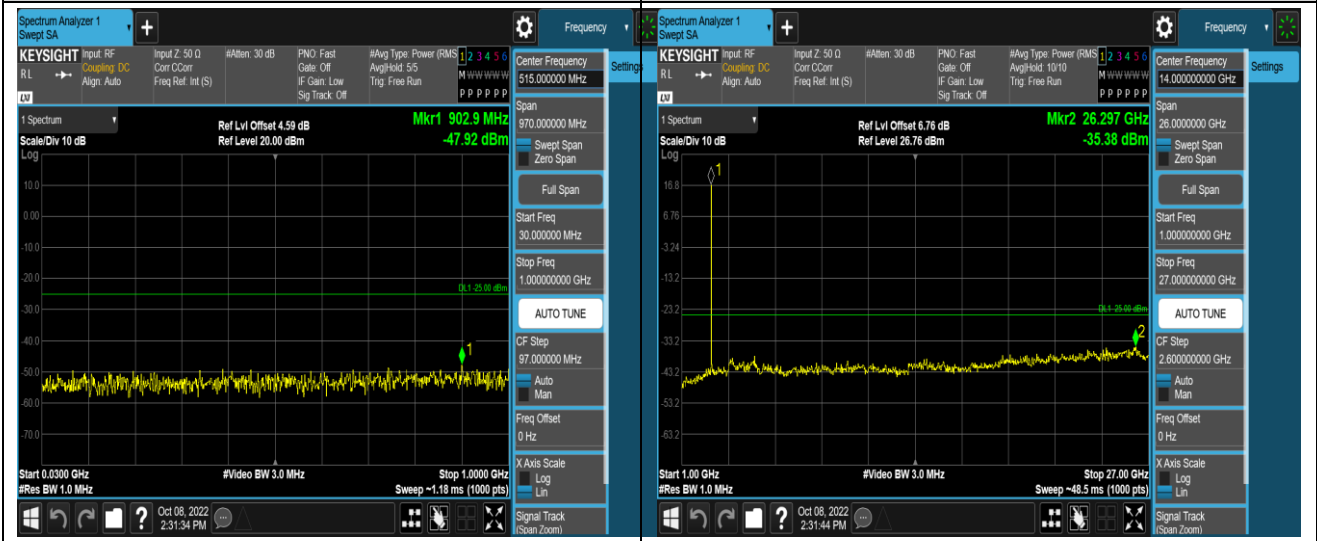 Spectrum Analyzer 1
Swept SA
Frequency
KEYSIGHT
RL
LXI
Input: RF
Coupling: DC
Align: Auto
Input Z: 50 Ω
Corr CCorr
Freq Ref: Int (S)
#Atten: 30 dB
PNO: Fast
Gate: Off
IF Gain: Low
Sig Track: Off
#Avg Type: Power (RMS
Avg|Hold: 5/5
Trig: Free Run
1 2 3 4 5 6
M W W W W W
P P P P P P
1 Spectrum
Scale/Div 10 dB
Log
Ref Lvl Offset 4.59 dB
Ref Level 20.00 dBm
Mkr1 902.9 MHz
-47.92 dBm
10.0
0.00
-10.0
-20.0
-30.0
-40.0
-50.0
-60.0
-70.0
DL1 -25.00 dBm
1
Start 0.0300 GHz
#Res BW 1.0 MHz
#Video BW 3.0 MHz
Stop 1.0000 GHz
Sweep ~1.18 ms (1000 pts)
Center Frequency
515.000000 MHz
Settings
Span
970.000000 MHz
Swept Span
Zero Span
Full Span
Start Freq
30.000000 MHz
Stop Freq
1.000000000 GHz
AUTO TUNE
CF Step
97.000000 MHz
Auto
Man
Freq Offset
0 Hz
X Axis Scale
Log
Lin
Signal Track
(Span Zoom)
?
Oct 08, 2022
2:31:34 PM
Spectrum Analyzer 1
Swept SA
Frequency
KEYSIGHT
RL
LXI
Input: RF
Coupling: DC
Align: Auto
Input Z: 50 Ω
Corr CCorr
Freq Ref: Int (S)
#Atten: 30 dB
PNO: Fast
Gate: Off
IF Gain: Low
Sig Track: Off
#Avg Type: Power (RMS
Avg|Hold: 10/10
Trig: Free Run
1 2 3 4 5 6
M W W W W W
P P P P P P
1 Spectrum
Scale/Div 10 dB
Log
Ref Lvl Offset 6.76 dB
Ref Level 26.76 dBm
Mkr2 26.297 GHz
-35.38 dBm
1
16.8
6.76
-3.24
-13.2
-23.2
-33.2
-43.2
-53.2
-63.2
DL1 -25.00 dBm
2
Start 1.00 GHz
#Res BW 1.0 MHz
#Video BW 3.0 MHz
Stop 27.00 GHz
Sweep ~48.5 ms (1000 pts)
Center Frequency
14.000000000 GHz
Settings
Span
26.0000000 GHz
Swept Span
Zero Span
Full Span
Start Freq
1.000000000 GHz
Stop Freq
27.000000000 GHz
AUTO TUNE
CF Step
2.600000000 GHz
Auto
Man
Freq Offset
0 Hz
X Axis Scale
Log
Lin
Signal Track
(Span Zoom)
?
Oct 08, 2022
2:31:44 PM